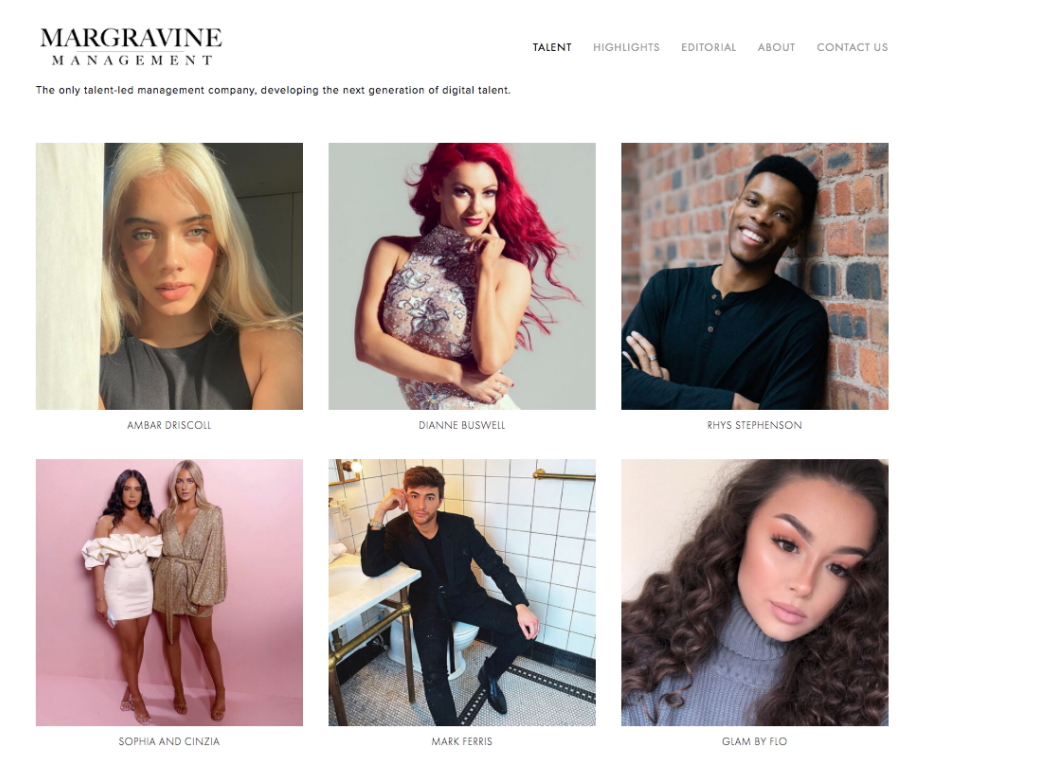 MARGRAVINE
MANAGEMENT
TALENT HIGHLIGHTS EDITORIAL ABOUT CONTACT US
The only talent-led management company, developing the next generation of digital talent.
AMBAR DRISCOLL DIANNE BUSWELL RHYS STEPHENSON
SOPHIA AND CINZIA MARK FERRIS GLAM BY FLO